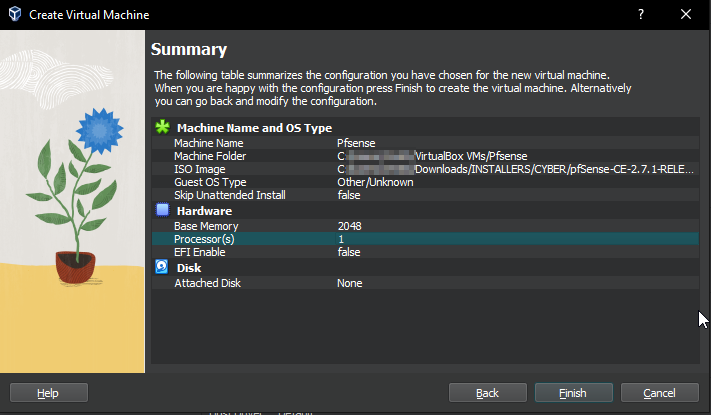 Create Virtual Machine
?
Summary
The following table summarizes the configuration you have chosen for the new virtual machine.
When you are happy with the configuration press Finish to create the virtual machine. Alternatively
you can go back and modify the configuration.
Machine Name and OS Type
Machine Name Pfsense
Machine Folder C /VirtualBox VMs/Pfsense
ISO Image C /Downloads/INSTALLERS/CYBER/pfSense-CE-2.7.1-RELE...
Guest OS Type Other/Unknown
Skip Unattended Install false
Hardware
Base Memory 2048
Processor(s) 1
EFI Enable false
Disk
Attached Disk None
Help Back Finish Cancel